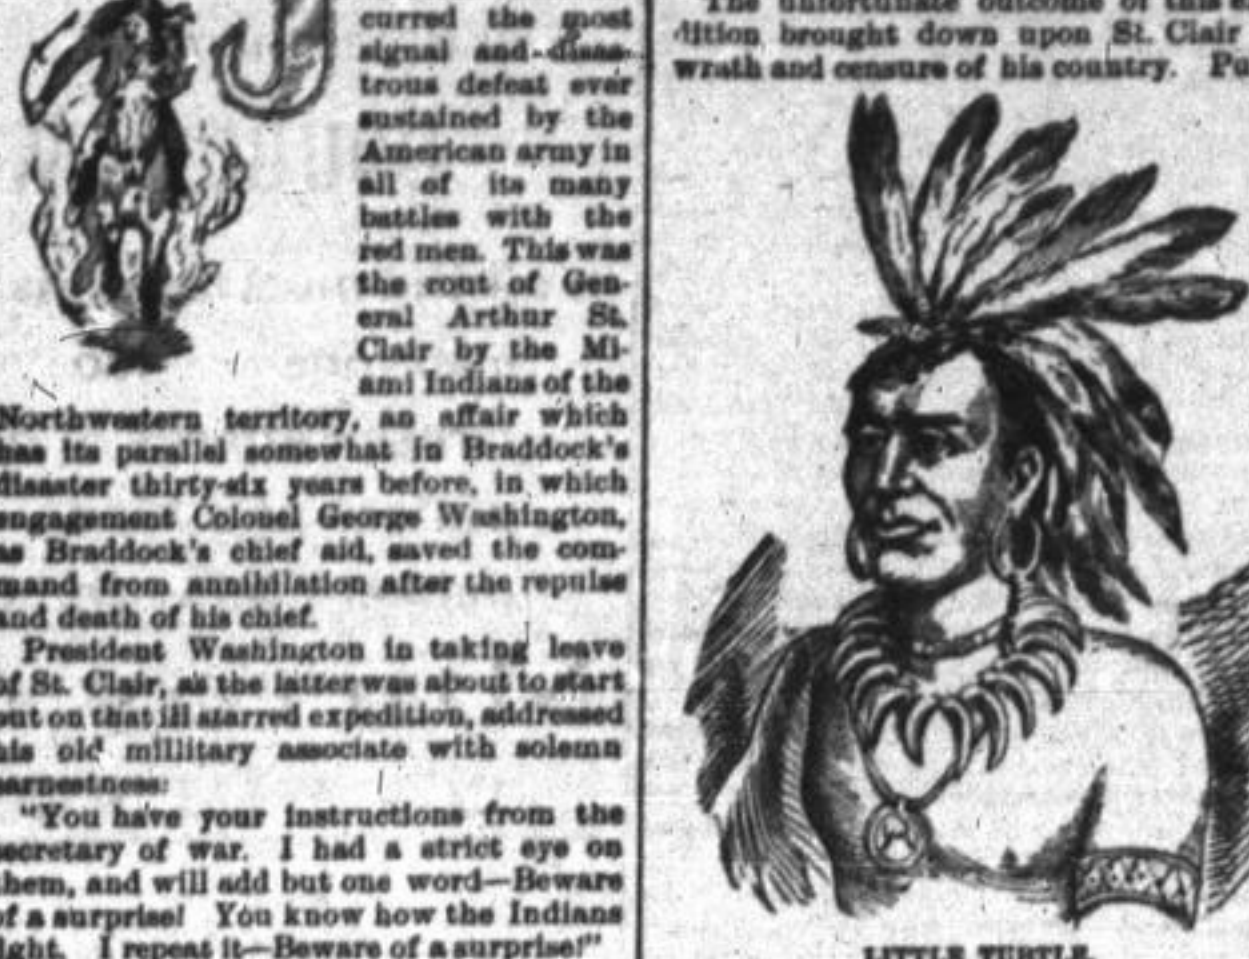 curred the most
signal and disas-
trous defeat ever
sustained by the
American army in
all of its many
battles with the
red men. This was
the rout of Gen-
eral Arthur St.
Clair by the Mi-
ami Indians of the
Northwestern territory, an affair which
has its parallel somewhat in Braddock's
disaster thirty-six years before, in which
engagement Colonel George Washington,
as Braddock's chief aid, saved the com-
mand from annihilation after the repulse
and death of his chief.
President Washington in taking leave
of St. Clair, as the latter was about to start
out on that ill starred expedition, addressed
his old millitary associate with solemn
earnestness:
"You have your instructions from the
secretary of war. I had a strict eye on
them, and will add but one word—Beware
of a surprise! You know how the Indians
fight. I repeat it—Beware of a surprise!"
The unfortunate outcome of this
dition brought down upon St. Clair
wrath and censure of his country. Pu
LITTLE TURTLE.